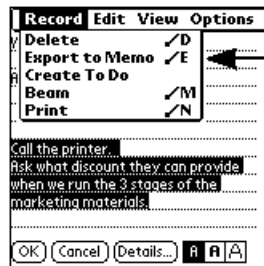 Record Edit View Options
Delete ✓D
Export to Memo ✓E
Create To Do
Beam ✓M
Print ✓N
Call the printer.
Ask what discount they can provide
when we run the 3 stages of the
marketing materials.
OK Cancel Details... A A A